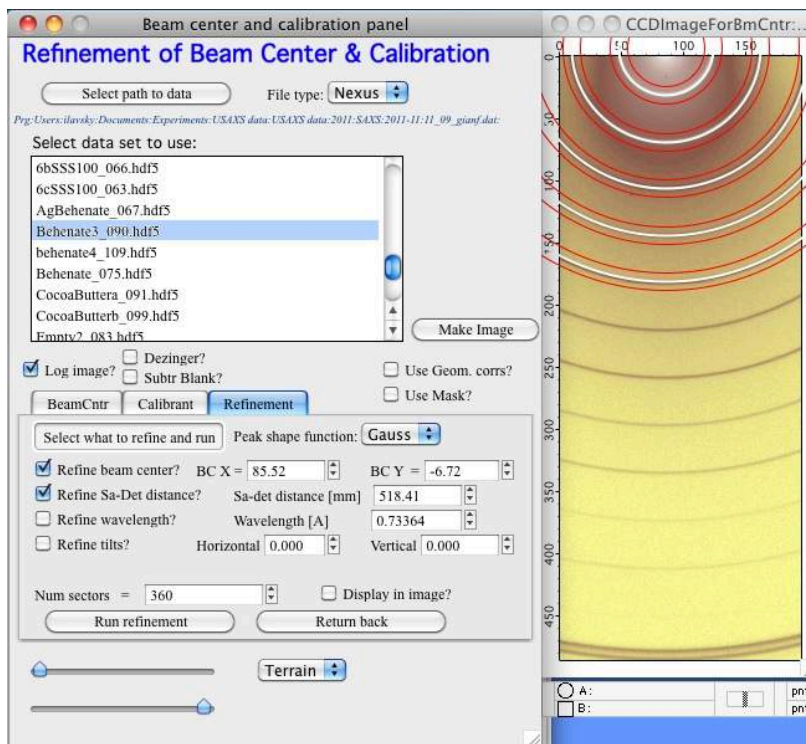 Beam center and calibration panel
Refinement of Beam Center & Calibration
Select path to data File type: Nexus
Prg:Users:ilavsky:Documents:Experiments:USAXS data:USAXS data:2011:SAXS:2011-11:11_09_gianf.dat:
Select data set to use:
6bSSS100_066.hdf5
6cSSS100_063.hdf5
AgBehenate_067.hdf5
Behenate3_090.hdf5
behenate4_109.hdf5
Behenate_075.hdf5
CocoaButtera_091.hdf5
CocoaButterb_099.hdf5
Empty2_083.hdf5
Make Image
Log image? Dezinger? Use Geom. corrs?
Subtr Blank? Use Mask?
BeamCntr Calibrant Refinement
Select what to refine and run Peak shape function: Gauss
Refine beam center? BC X = 85.52 BC Y = -6.72
Refine Sa-Det distance? Sa-det distance [mm] 518.41
Refine wavelength? Wavelength [A] 0.73364
Refine tilts? Horizontal 0.000 Vertical 0.000
Num sectors = 360 Display in image?
Run refinement Return back
Terrain
CCDImageForBmCntr:...
0 50 100 150
0
50
100
150
200
250
300
350
400
450
A: pn
B: pn